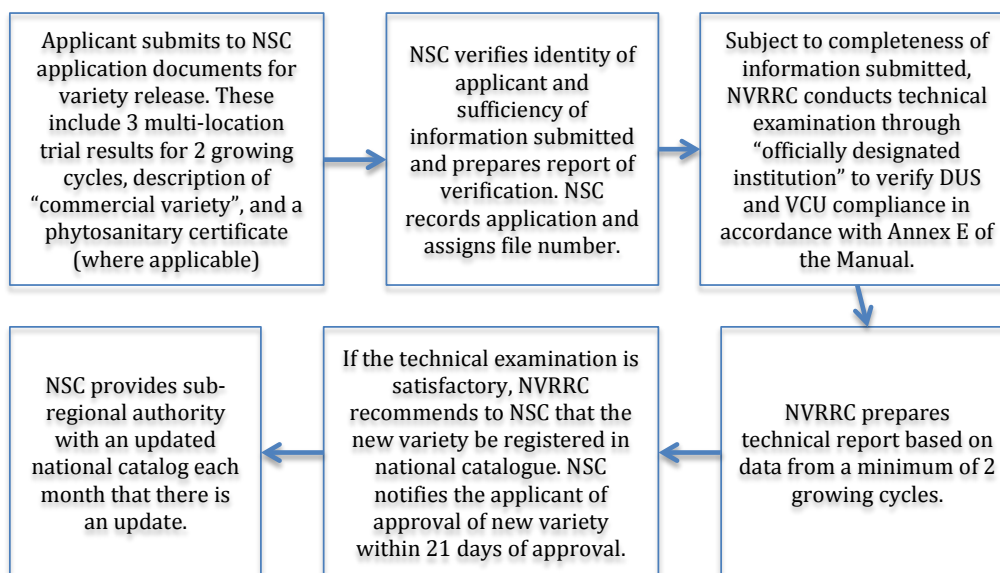 Applicant submits to NSC
application documents for
variety release. These
include 3 multi-location
trial results for 2 growing
cycles, description of
“commercial variety”, and a
phytosanitary certificate
(where applicable)
NSC verifies identity of
applicant and
sufficiency of
information submitted
and prepares report of
verification. NSC
records application and
assigns file number.
Subject to completeness of
information submitted,
NVRRC conducts technical
examination through
“officially designated
institution” to verify DUS
and VCU compliance in
accordance with Annex E of
the Manual.
NVRRC prepares
technical report based on
data from a minimum of 2
growing cycles.
If the technical examination is
satisfactory, NVRRC
recommends to NSC that the
new variety be registered in
national catalogue. NSC
notifies the applicant of
approval of new variety
within 21 days of approval.
NSC provides sub-
regional authority
with an updated
national catalog each
month that there is
an update.